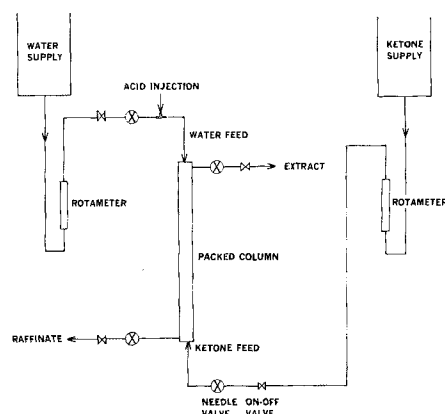 WATER
SUPPLY
KETONE
SUPPLY
ACID INJECTION
WATER FEED
EXTRACT
ROTAMETER
ROTAMETER
PACKED COLUMN
RAFFINATE
KETONE FEED
NEEDLE ON-OFF
VALVE VALVE